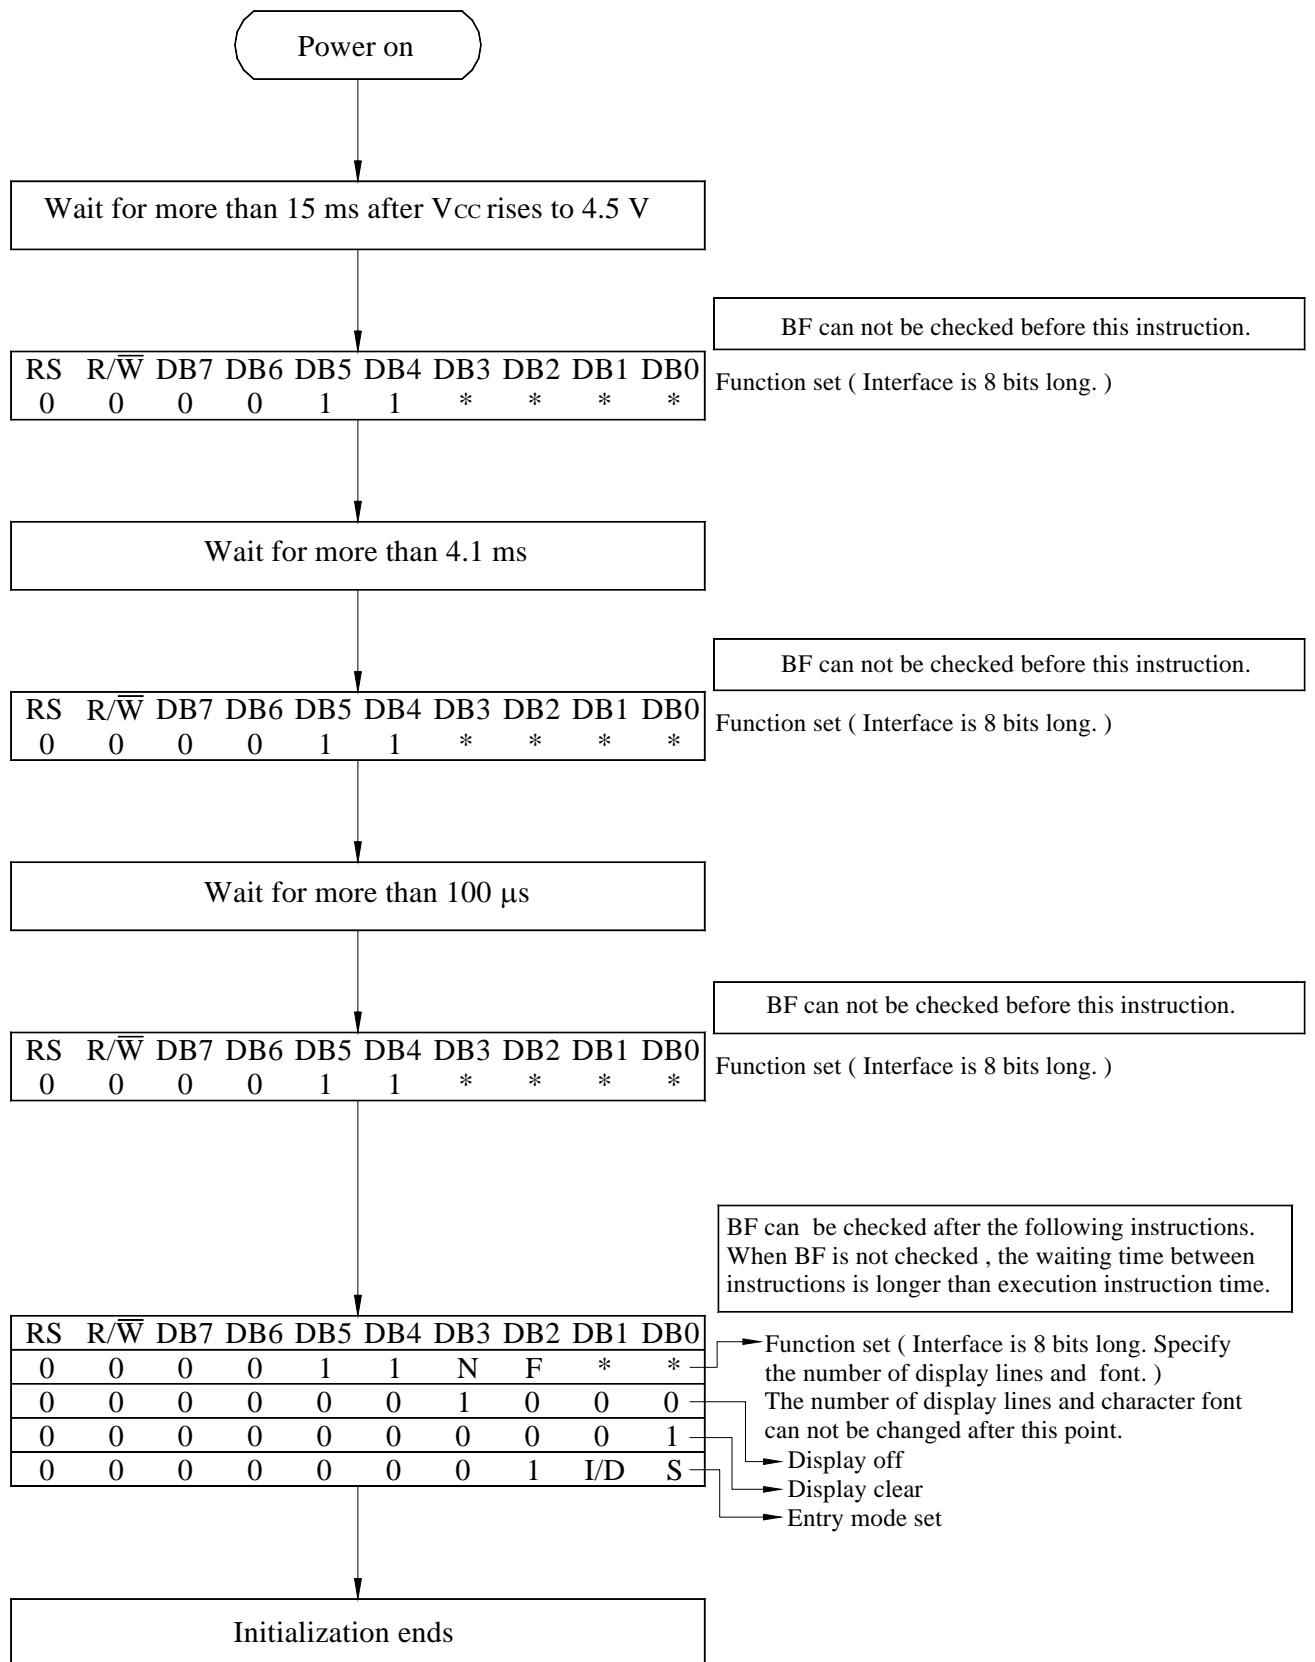 Power on
Wait for more than 15 ms after VCC rises to 4.5 V
BF can not be checked before this instruction.
RS R/W̅ DB7 DB6 DB5 DB4 DB3 DB2 DB1 DB0
0 0 0 0 1 1 * * * *
Function set ( Interface is 8 bits long. )
Wait for more than 4.1 ms
BF can not be checked before this instruction.
RS R/W̅ DB7 DB6 DB5 DB4 DB3 DB2 DB1 DB0
0 0 0 0 1 1 * * * *
Function set ( Interface is 8 bits long. )
Wait for more than 100 μs
BF can not be checked before this instruction.
RS R/W̅ DB7 DB6 DB5 DB4 DB3 DB2 DB1 DB0
0 0 0 0 1 1 * * * *
Function set ( Interface is 8 bits long. )
BF can be checked after the following instructions.
When BF is not checked , the waiting time between
instructions is longer than execution instruction time.
RS R/W̅ DB7 DB6 DB5 DB4 DB3 DB2 DB1 DB0
0 0 0 0 1 1 N F * *
0 0 0 0 0 0 1 0 0 0
0 0 0 0 0 0 0 0 0 1
0 0 0 0 0 0 0 1 I/D S
Function set ( Interface is 8 bits long. Specify
the number of display lines and font. )
The number of display lines and character font
can not be changed after this point.
Display off
Display clear
Entry mode set
Initialization ends